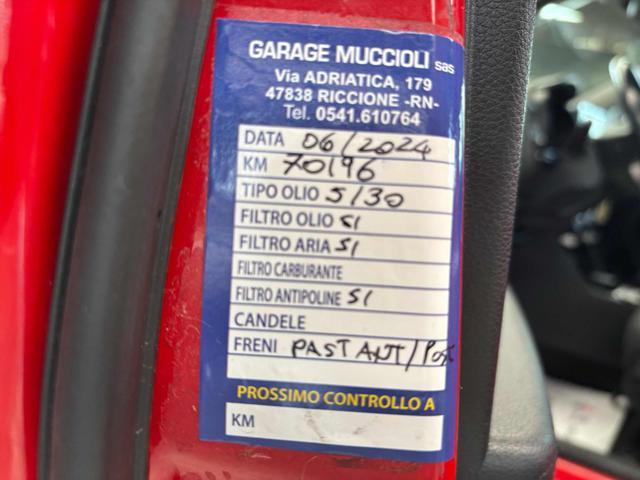 GARAGE MUCCIOLI sas
Via ADRIATICA, 179
47838 RICCIONE -RN-
Tel. 0541.610764
DATA 06/2024
KM 70196
TIPO OLIO 5/30
FILTRO OLIO SI
FILTRO ARIA SI
FILTRO CARBURANTE
FILTRO ANTIPOLINE SI
CANDELE
FRENI PAST ANT/POST
PROSSIMO CONTROLLO A
KM